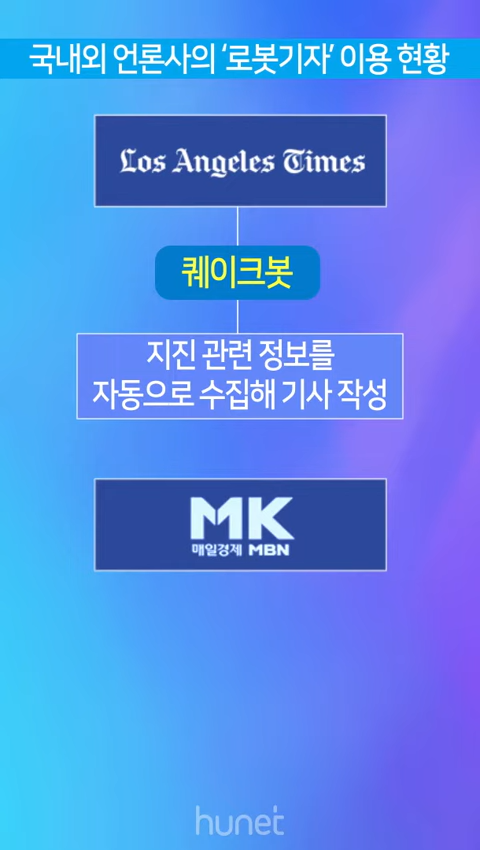 국내외 언론사의 ‘로봇기자’ 이용 현황
Los Angeles Times
퀘이크봇
지진 관련 정보를
자동으로 수집해 기사 작성
MK
매일경제 MBN
hunet